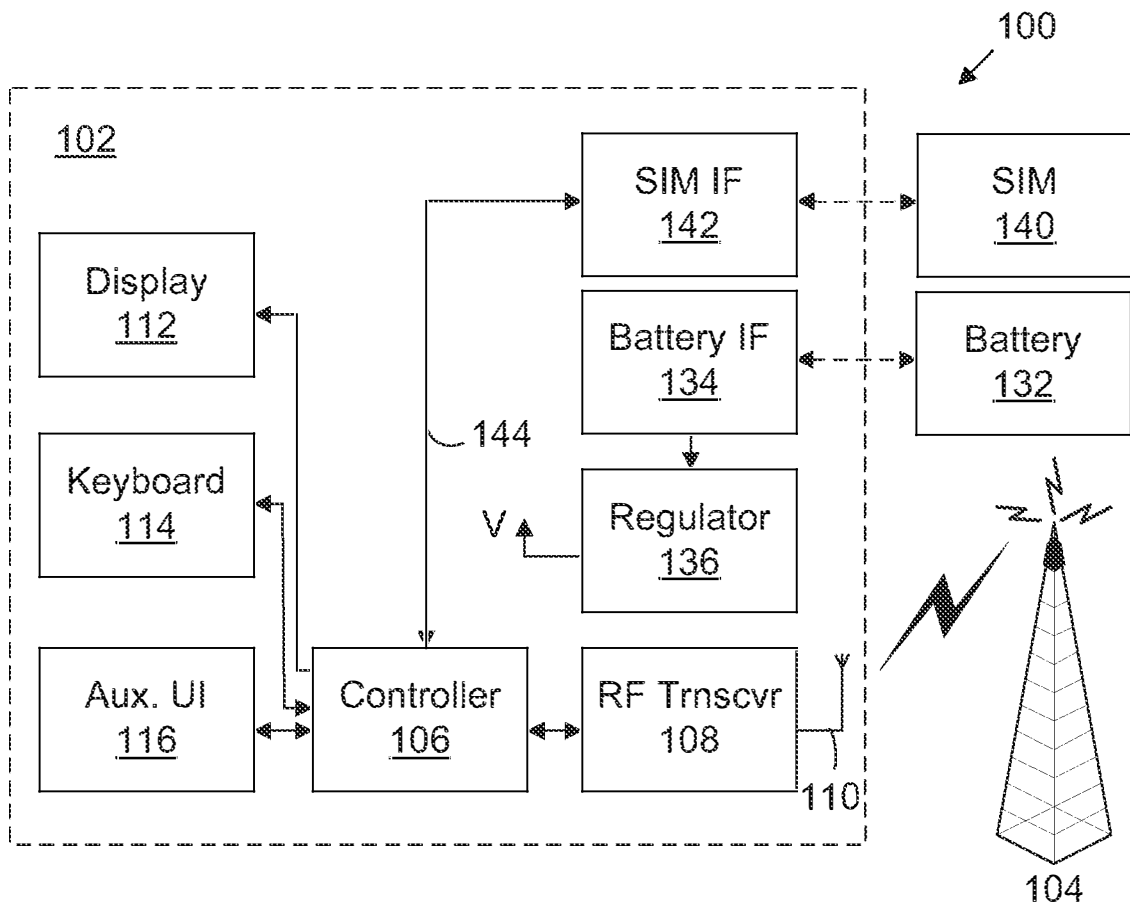 100
102
SIM IF
142
SIM
140
Display
112
Battery IF
134
Battery
132
144
Keyboard
114
V
Regulator
136
Aux. UI
116
Controller
106
RF Trnscvr
108
110
104